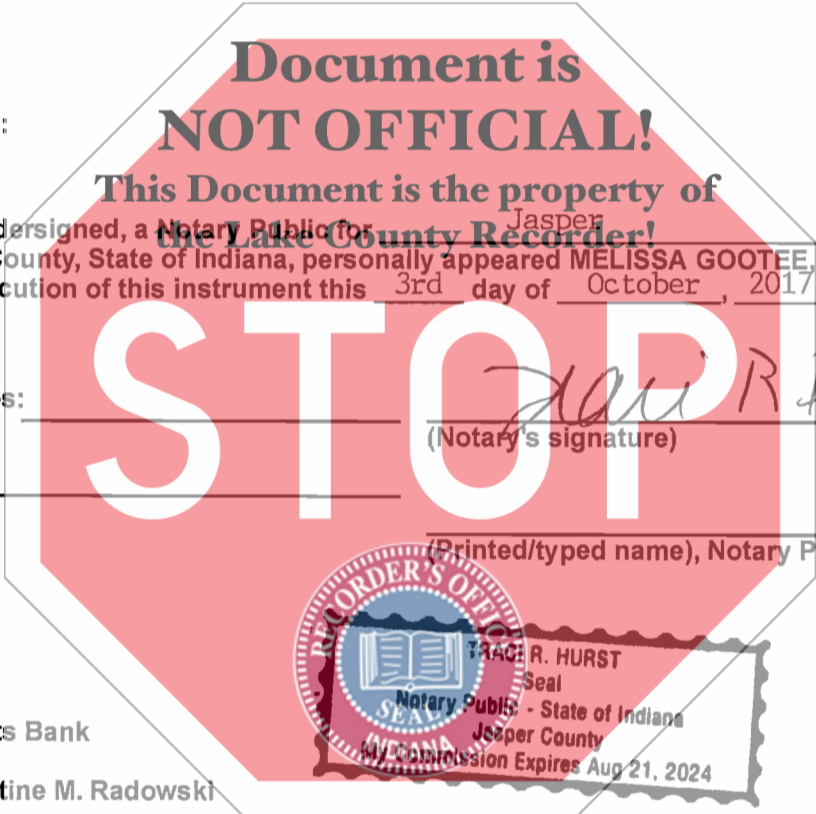 Document is
NOT OFFICIAL!
This Document is the property of
the Lake County Recorder!
:
dersigned, a Notary Public for Jasper
ounty, State of Indiana, personally appeared MELISSA GOOTEE,
cution of this instrument this 3rd day of October, 2017
STOP
s:
(Notary's signature)
(Printed/typed name), Notary P
RECORDER'S OFFICE
SEAL
INDIANA
TRACI R. HURST
Seal
Notary Public - State of Indiana
Jasper County
My Commission Expires Aug 21, 2024
s Bank
tine M. Radowski